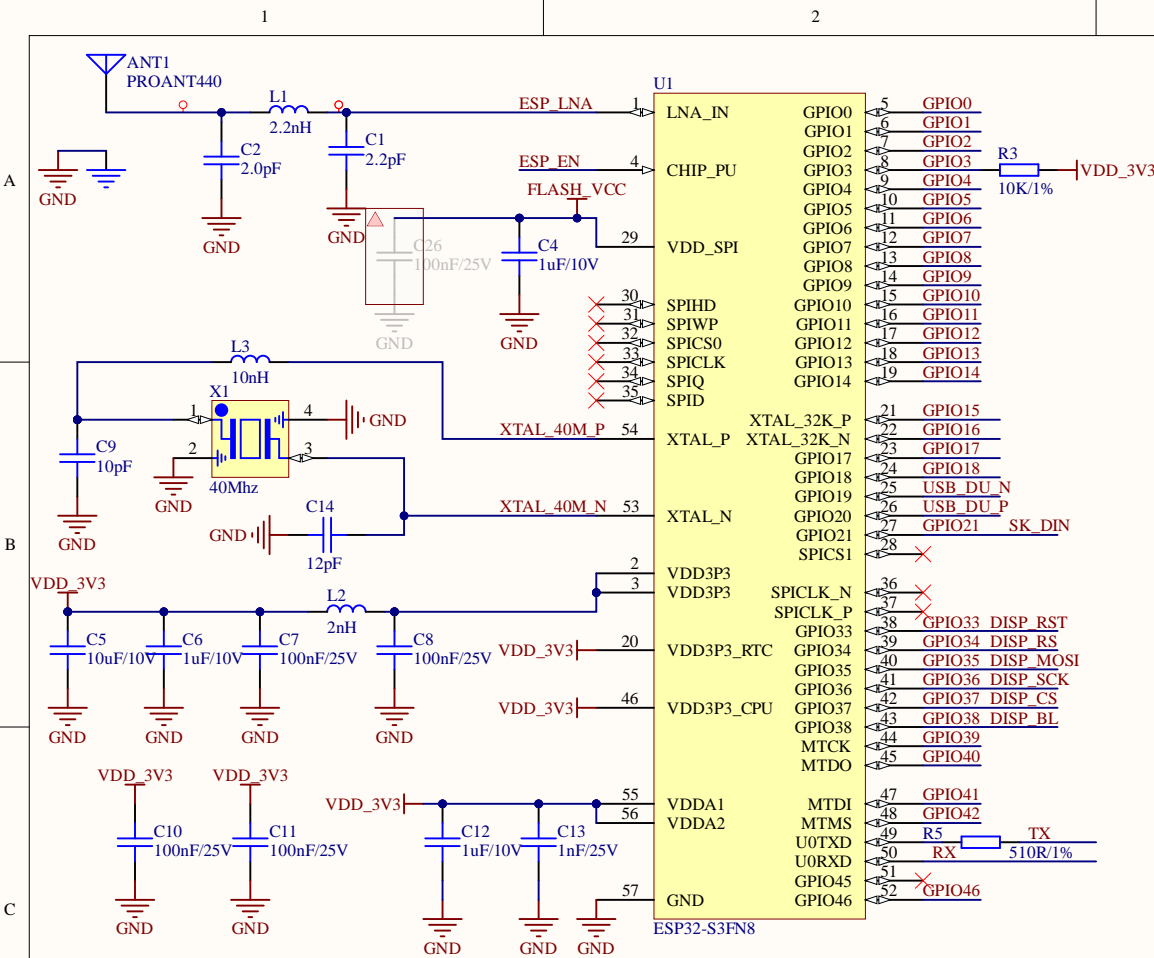 1
2
A
B
C
ANT1
PROANT440
L1
2.2nH
C2
2.0pF
C1
2.2pF
GND
GND
GND
ESP_LNA
ESP_EN
FLASH_VCC
C26
100nF/25V
GND
C4
1uF/10V
GND
L3
10nH
X1
1
4
2
3
40Mhz
GND
GND
C9
10pF
GND
XTAL_40M_P
XTAL_40M_N
GND
C14
12pF
VDD_3V3
L2
2nH
C5
10uF/10V
C6
1uF/10V
C7
100nF/25V
C8
100nF/25V
GND
GND
GND
GND
VDD_3V3
VDD_3V3
VDD_3V3
VDD_3V3
C10
100nF/25V
C11
100nF/25V
GND
GND
VDD_3V3
C12
1uF/10V
C13
1nF/25V
GND
GND
GND
U1
1 LNA_IN
4 CHIP_PU
29 VDD_SPI
30 SPIHD
31 SPIWP
32 SPICS0
33 SPICLK
34 SPIQ
35 SPID
54 XTAL_P
53 XTAL_N
2 VDD3P3
3 VDD3P3
20 VDD3P3_RTC
46 VDD3P3_CPU
55 VDDA1
56 VDDA2
57 GND
GPIO0 5 GPIO0
GPIO1 6 GPIO1
GPIO2 7 GPIO2
GPIO3 8 GPIO3
R3
10K/1%
VDD_3V3
GPIO4 9 GPIO4
GPIO5 10 GPIO5
GPIO6 11 GPIO6
GPIO7 12 GPIO7
GPIO8 13 GPIO8
GPIO9 14 GPIO9
GPIO10 15 GPIO10
GPIO11 16 GPIO11
GPIO12 17 GPIO12
GPIO13 18 GPIO13
GPIO14 19 GPIO14
XTAL_32K_P 21 GPIO15
XTAL_32K_N 22 GPIO16
GPIO17 23 GPIO17
GPIO18 24 GPIO18
GPIO19 25 USB_DU_N
GPIO20 26 USB_DU_P
GPIO21 27 GPIO21 SK_DIN
SPICS1 28
SPICLK_N 36
SPICLK_P 37
GPIO33 38 GPIO33 DISP_RST
GPIO34 39 GPIO34 DISP_RS
GPIO35 40 GPIO35 DISP_MOSI
GPIO36 41 GPIO36 DISP_SCK
GPIO37 42 GPIO37 DISP_CS
GPIO38 43 GPIO38 DISP_BL
MTCK 44 GPIO39
MTDO 45 GPIO40
MTDI 47 GPIO41
MTMS 48 GPIO42
U0TXD 49 R5 TX
U0RXD 50 RX 510R/1%
GPIO45 51
GPIO46 52 GPIO46
ESP32-S3FN8